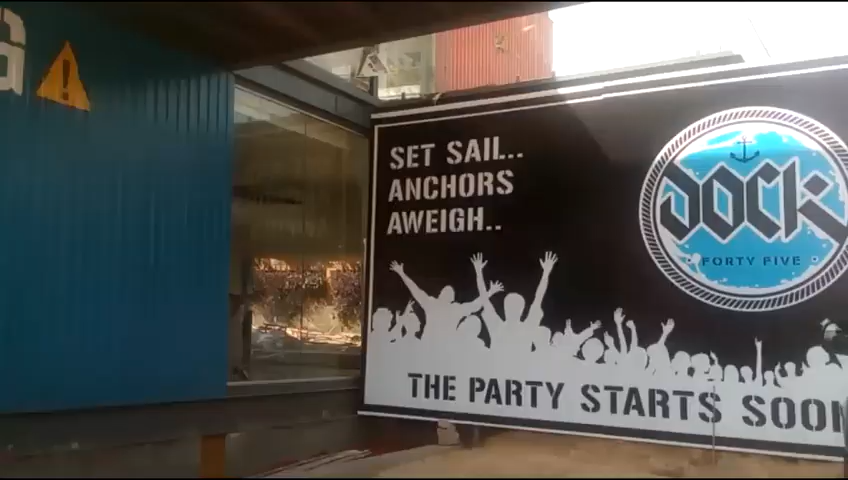 G
SET SAIL..
ANCHORS
AWEIGH..
DOCK
FORTY FIVE
THE PARTY STARTS SOON